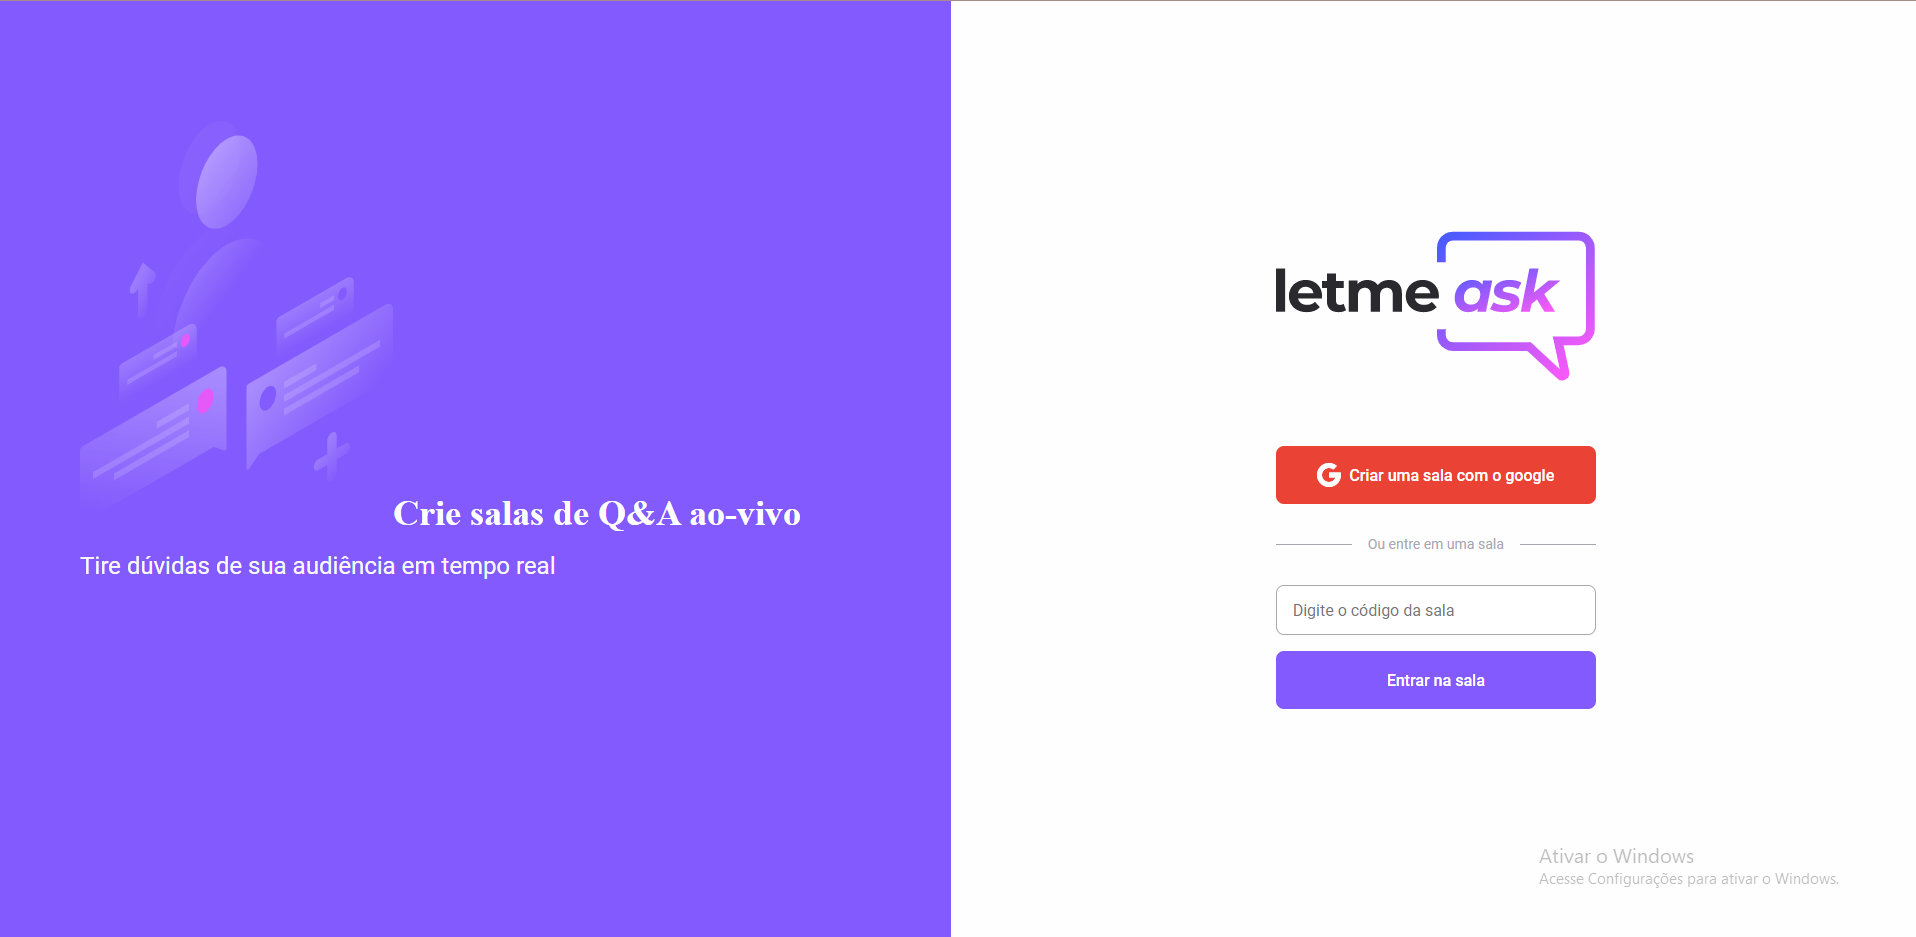 Crie salas de Q&A ao-vivo
Tire dúvidas de sua audiência em tempo real
letme ask
Criar uma sala com o google
Ou entre em uma sala
Digite o código da sala
Entrar na sala
Ativar o Windows
Acesse Configurações para ativar o Windows.